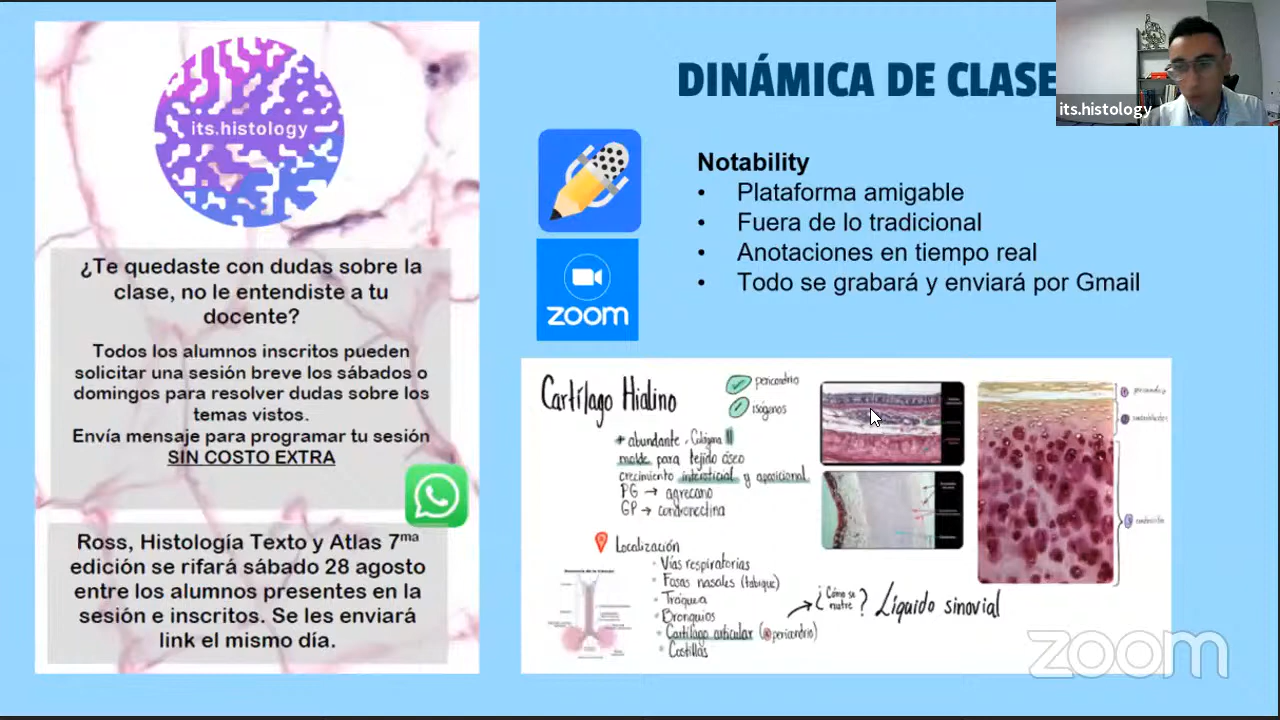 its.histology
¿Te quedaste con dudas sobre la
clase, no le entendiste a tu
docente?
Todos los alumnos inscritos pueden
solicitar una sesión breve los sábados o
domingos para resolver dudas sobre los
temas vistos.
Envía mensaje para programar tu sesión
SIN COSTO EXTRA
Ross, Histología Texto y Atlas 7ma
edición se rifará sábado 28 agosto
entre los alumnos presentes en la
sesión e inscritos. Se les enviará
link el mismo día.
DINÁMICA DE CLASE
its.histology
zoom
Notability
• Plataforma amigable
• Fuera de lo tradicional
• Anotaciones en tiempo real
• Todo se grabará y enviará por Gmail
Cartílago Hialino
pericondrio
isógenos
+ abundante, Colágena II
molde para tejido óseo
crecimiento intersticial y aposicional
PG → agrecano
GP → condronectina
Localización
• Vías respiratorias
• Fosas nasales (tabique)
• Tráquea
• Bronquios
• Cartílago articular (pericondrio)
• Costillas
¿Cómo se
nutre? Líquido sinovial
zoom